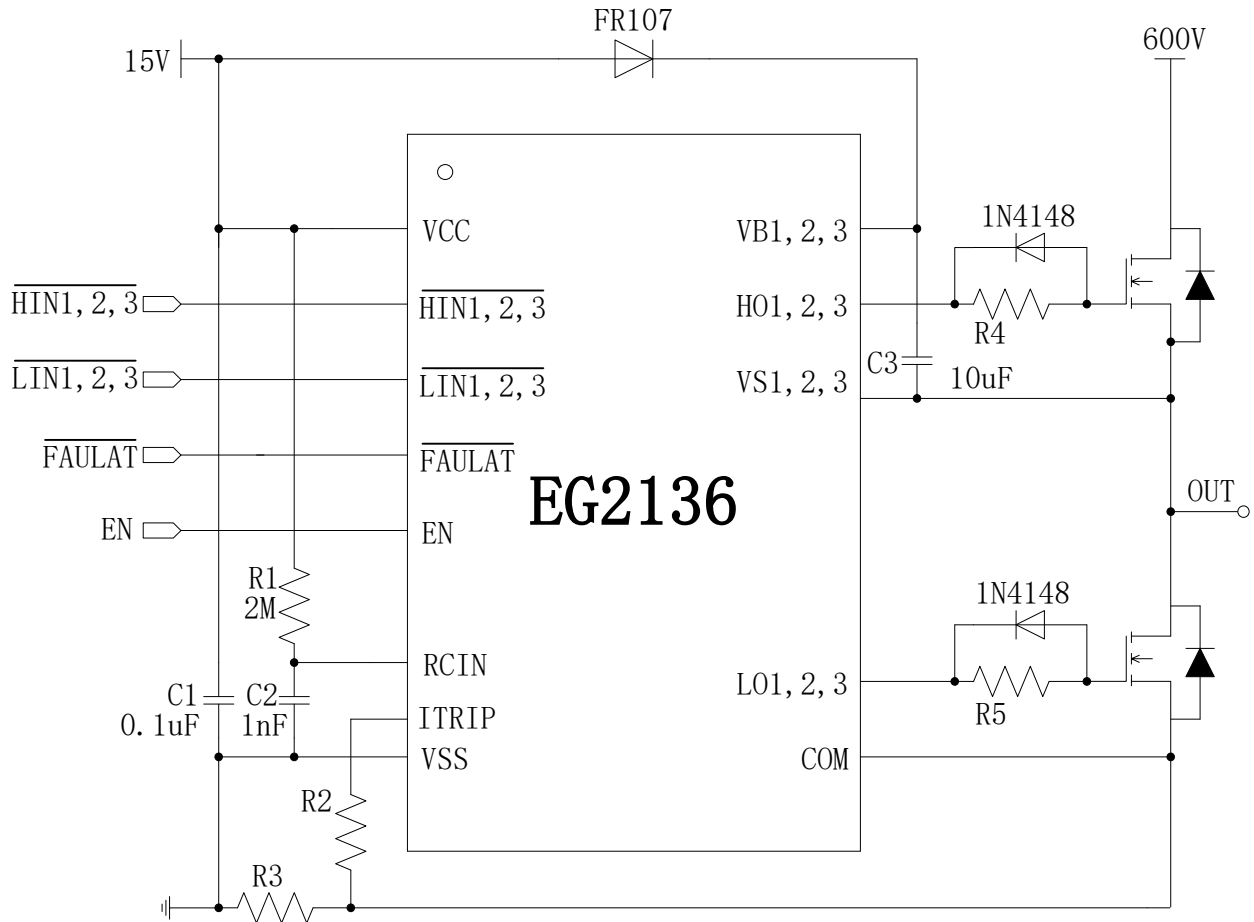 FR107
15V
600V
1N4148
VCC
VB1,2,3
HIN1,2,3
HIN1,2,3
HO1,2,3
R4
C3
10uF
LIN1,2,3
LIN1,2,3
VS1,2,3
FAULAT
FAULAT
EG2136
OUT
EN
EN
R1
2M
1N4148
RCIN
LO1,2,3
R5
C1
0.1uF
C2
1nF
ITRIP
VSS
COM
R2
R3